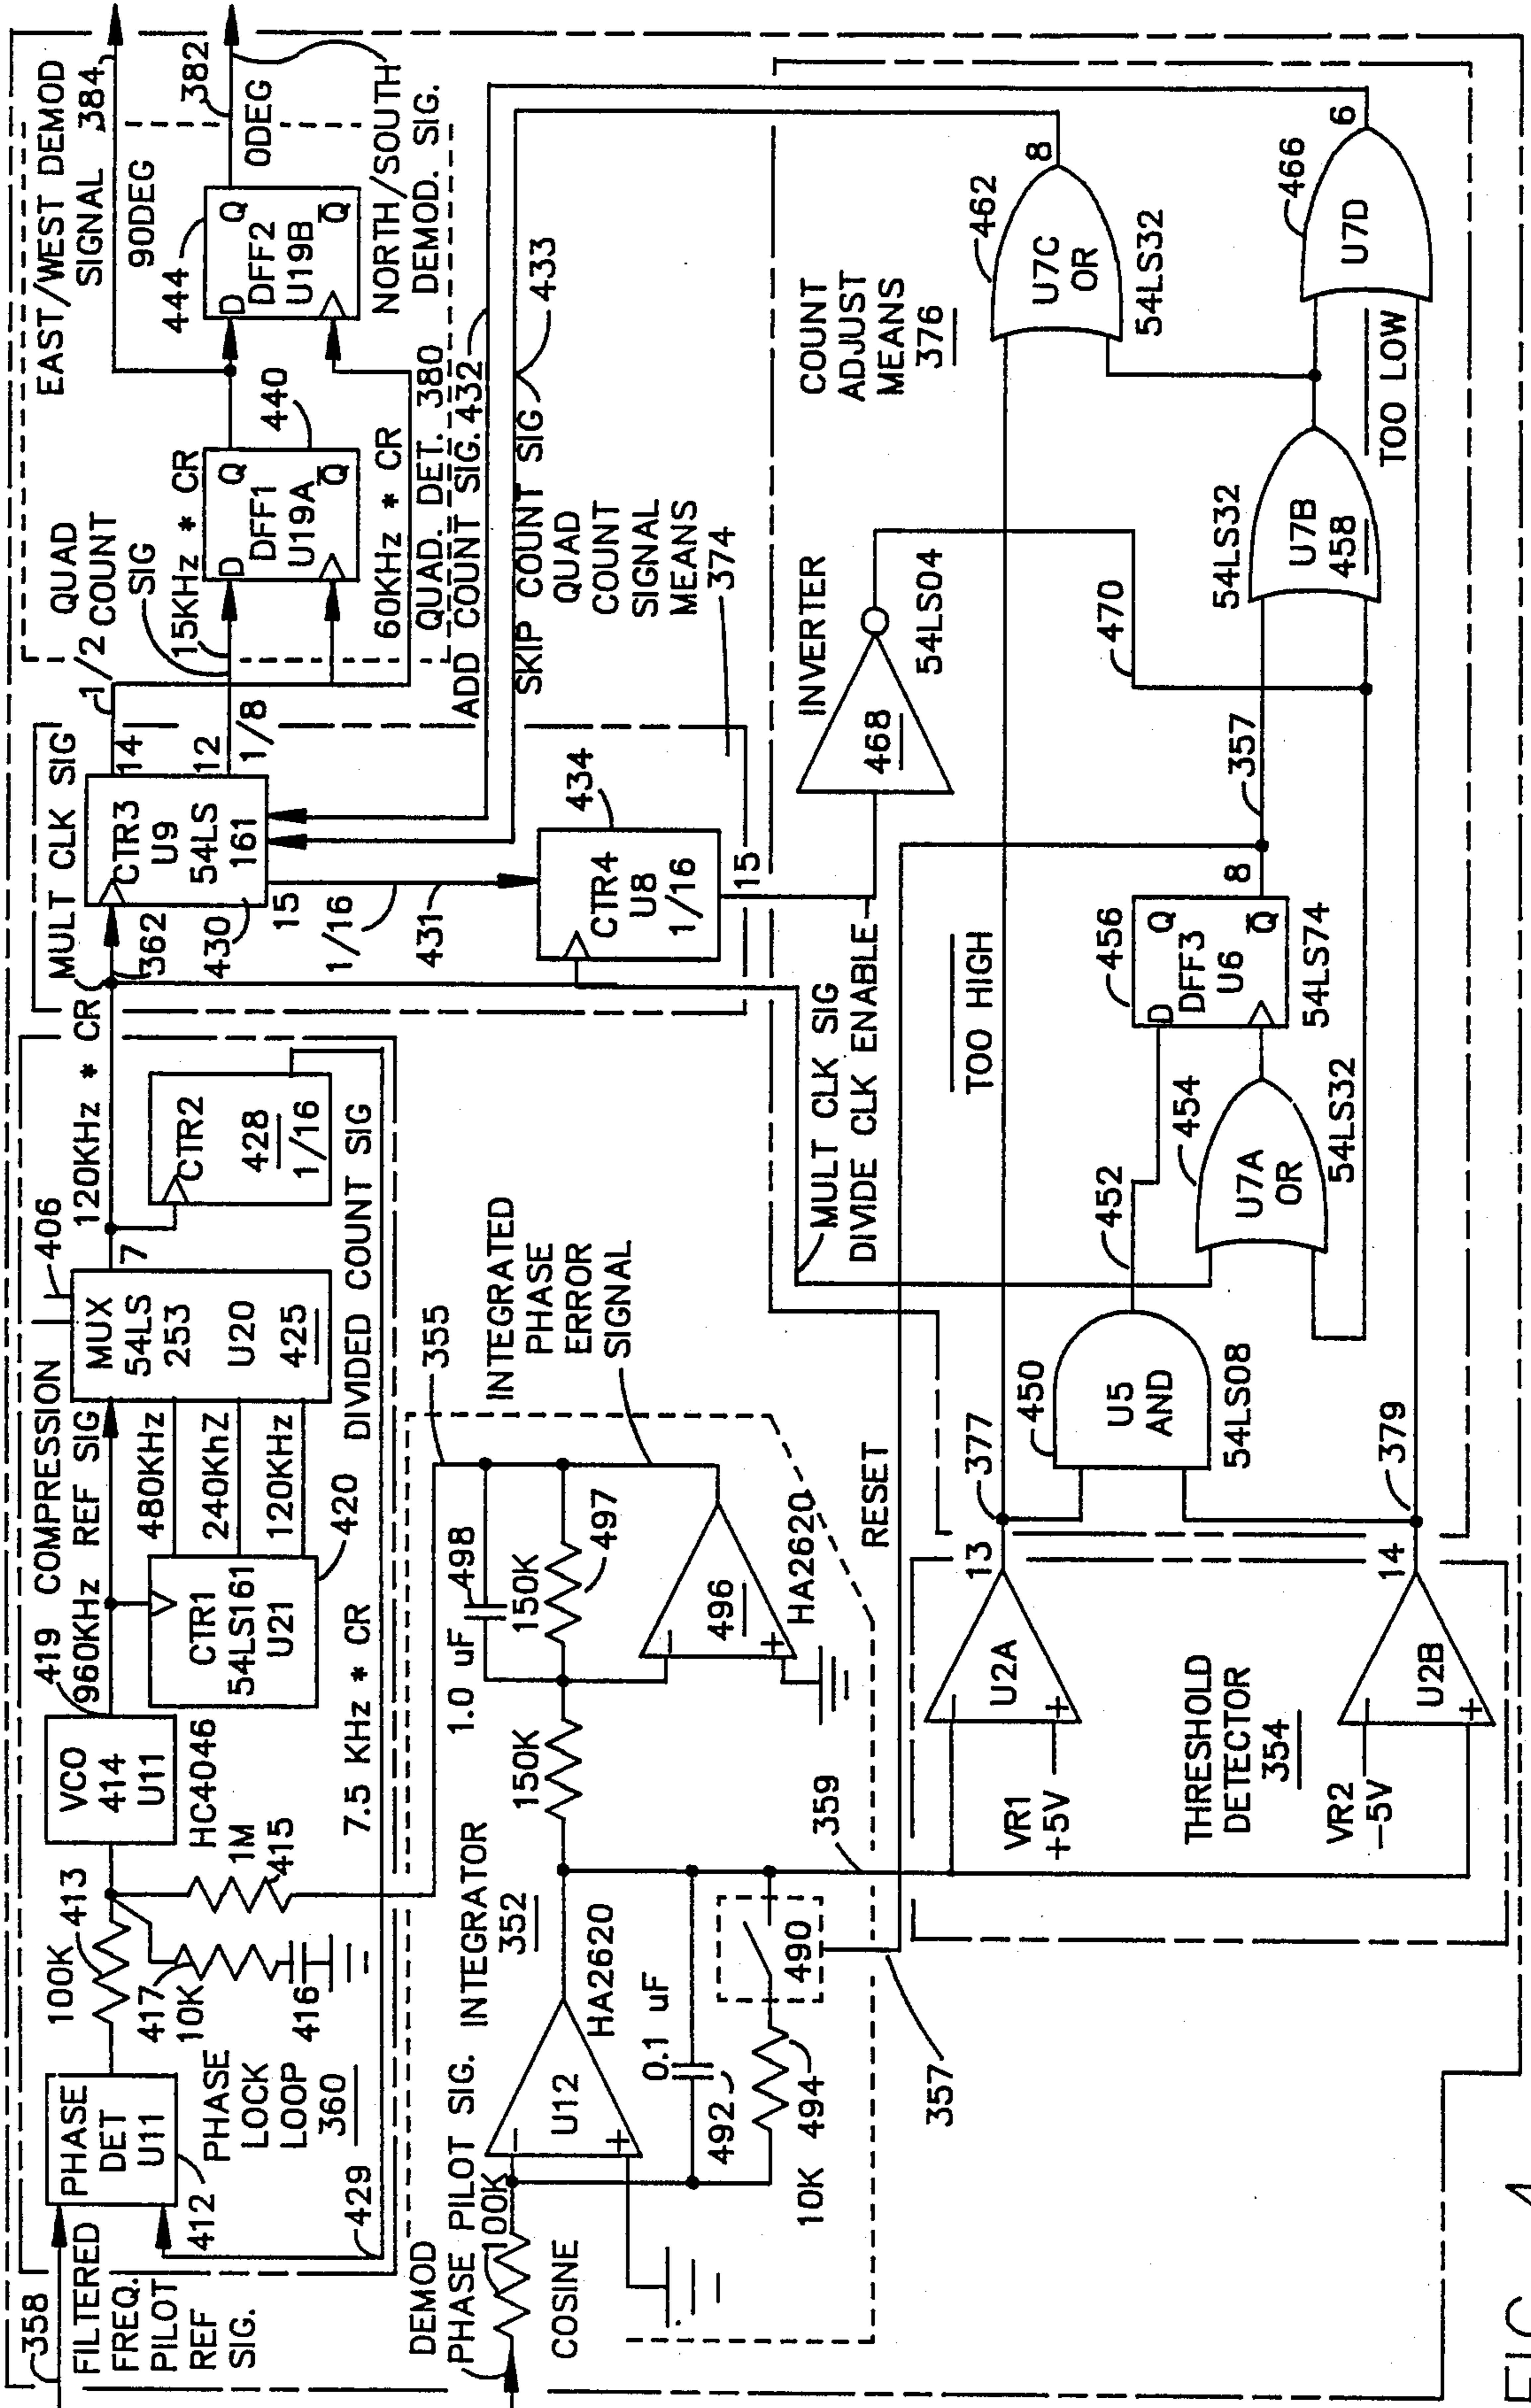 358
FILTERED
FREQ.
PILOT
REF
SIG.
PHASE
DET
U11
412
PHASE
LOCK
LOOP
360
429
100K
413
417
10K
416
1M
415
VCO
414
U11
HC4046
419
COMPRESSION
406
960KHz REF SIG
CTR1
54LS161
U21
420
480KHz
240KhZ
120KHz
MUX
54LS
253
U20
425
7
CTR2
428
1/16
7.5 KHz * CR
DIVIDED COUNT SIG
120KHz * CR
MULT CLK SIG
362
CTR3
U9
54LS
161
430
14
12
15
1/2
1/8
1/16
431
CTR4
U8
1/16
434
15
QUAD
COUNT
SIG
15KHz * CR
D
Q
DFF1
U19A
Q
440
60KHz * CR
QUAD. DET. 380
EAST/WEST DEMOD
SIGNAL 384
90DEG
444
D
Q
DFF2
U19B
Q
382
0DEG
NORTH/SOUTH
DEMOD. SIG.
ADD COUNT SIG. 432
SKIP COUNT SIG
433
QUAD
COUNT
SIGNAL
MEANS
374
DEMOD
PHASE PILOT SIG.
100K
COSINE
INTEGRATOR
352
U12
HA2620
0.1 uF
492
10K
494
490
357
359
150K
1.0 uF
498
150K
497
496
HA2620
355
INTEGRATED
PHASE
ERROR
SIGNAL
RESET
MULT CLK SIG
DIVIDE CLK ENABLE
INVERTER
468
54LS04
470
COUNT
ADJUST
MEANS
376
THRESHOLD
DETECTOR
354
VR1
+5V
U2A
13
377
VR2
-5V
U2B
14
379
450
U5
AND
54LS08
452
TOO HIGH
454
U7A
OR
54LS32
456
D
Q
DFF3
U6
Q
8
54LS74
357
54LS32
U7B
458
TOO LOW
462
U7C
OR
54LS32
8
466
U7D
6